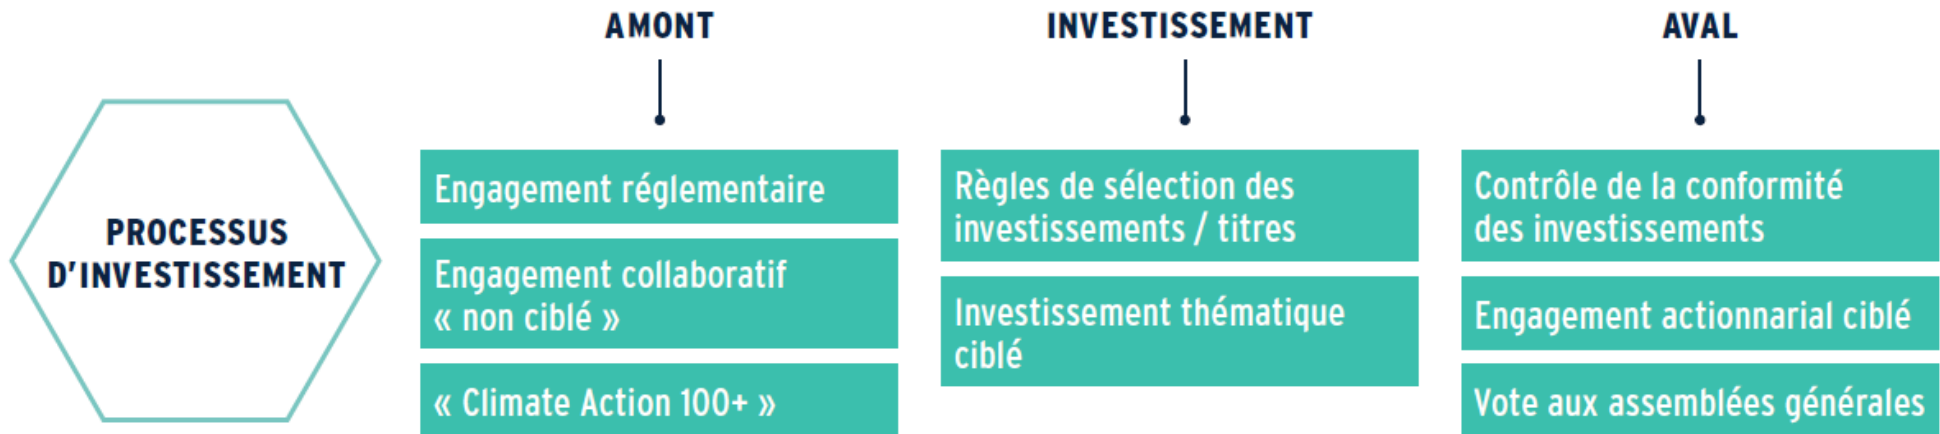 AMONT
INVESTISSEMENT
AVAL
PROCESSUS
D'INVESTISSEMENT
Engagement réglementaire
Engagement collaboratif
« non ciblé »
« Climate Action 100+ »
Règles de sélection des
investissements / titres
Investissement thématique
ciblé
Contrôle de la conformité
des investissements
Engagement actionnarial ciblé
Vote aux assemblées générales